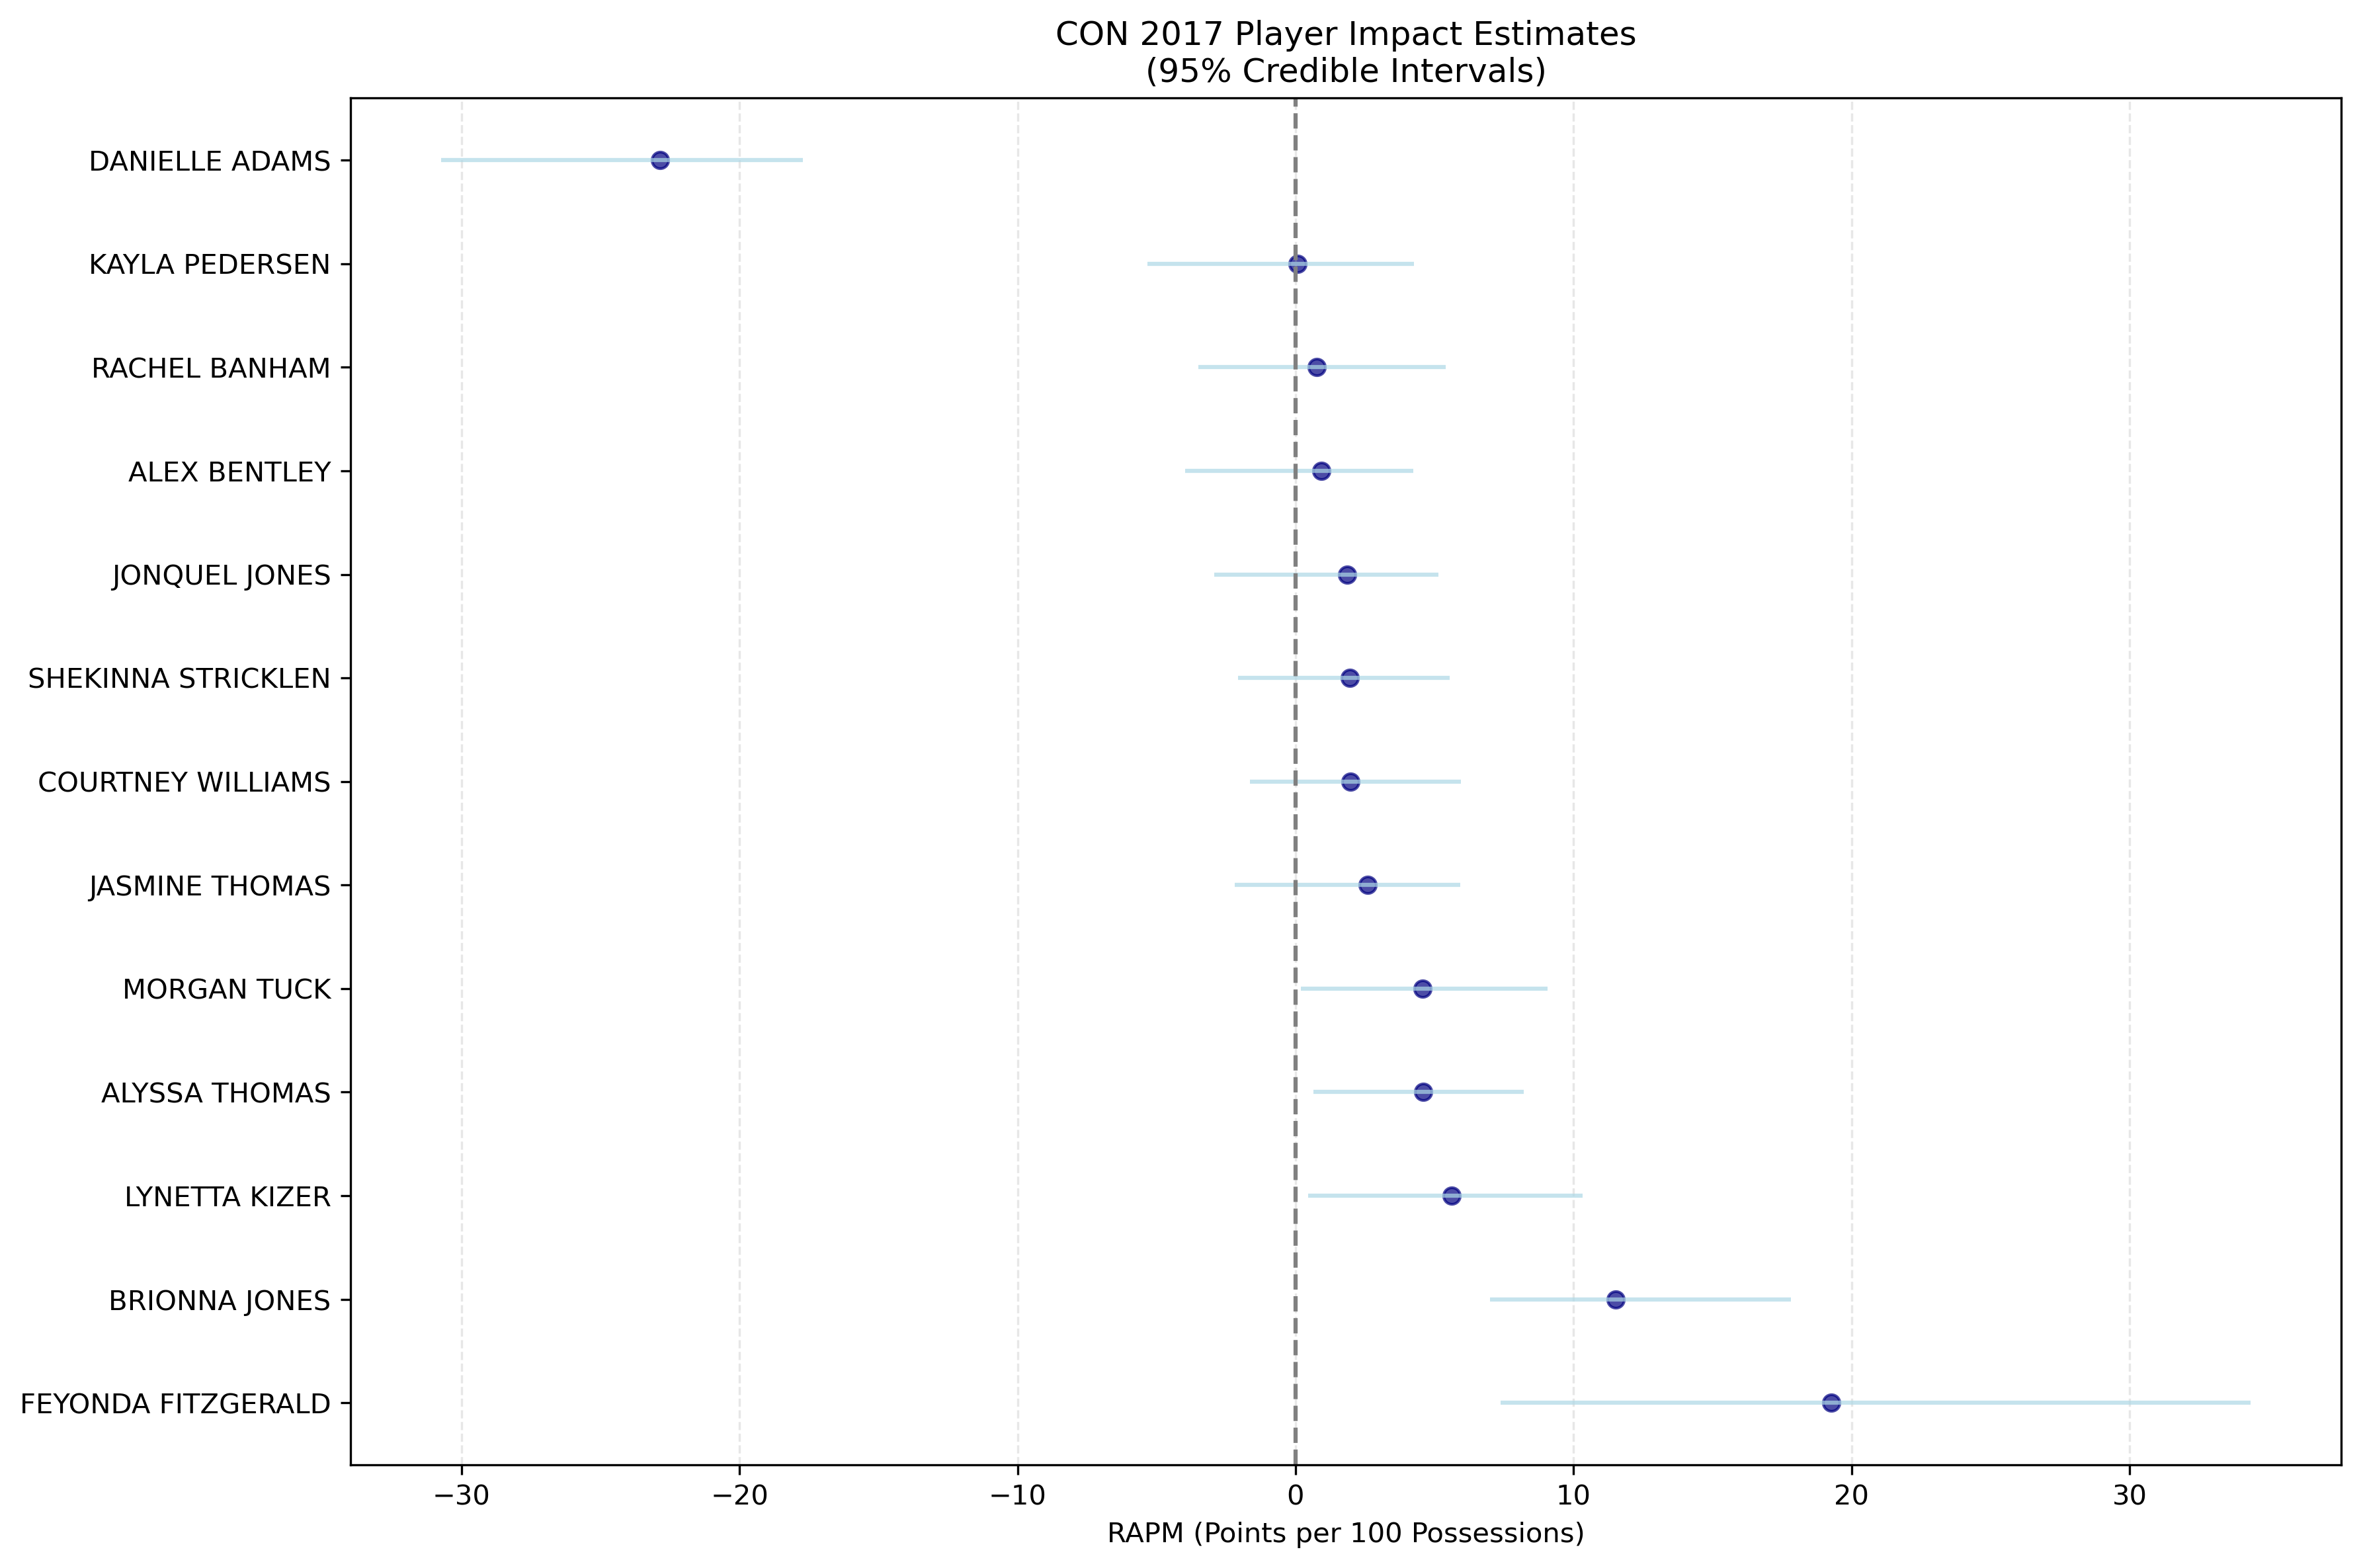 CON 2017 Player Impact Estimates
(95% Credible Intervals)
DANIELLE ADAMS
KAYLA PEDERSEN
RACHEL BANHAM
ALEX BENTLEY
JONQUEL JONES
SHEKINNA STRICKLEN
COURTNEY WILLIAMS
JASMINE THOMAS
MORGAN TUCK
ALYSSA THOMAS
LYNETTA KIZER
BRIONNA JONES
FEYONDA FITZGERALD
−30 −20 −10 0 10 20 30
RAPM (Points per 100 Possessions)